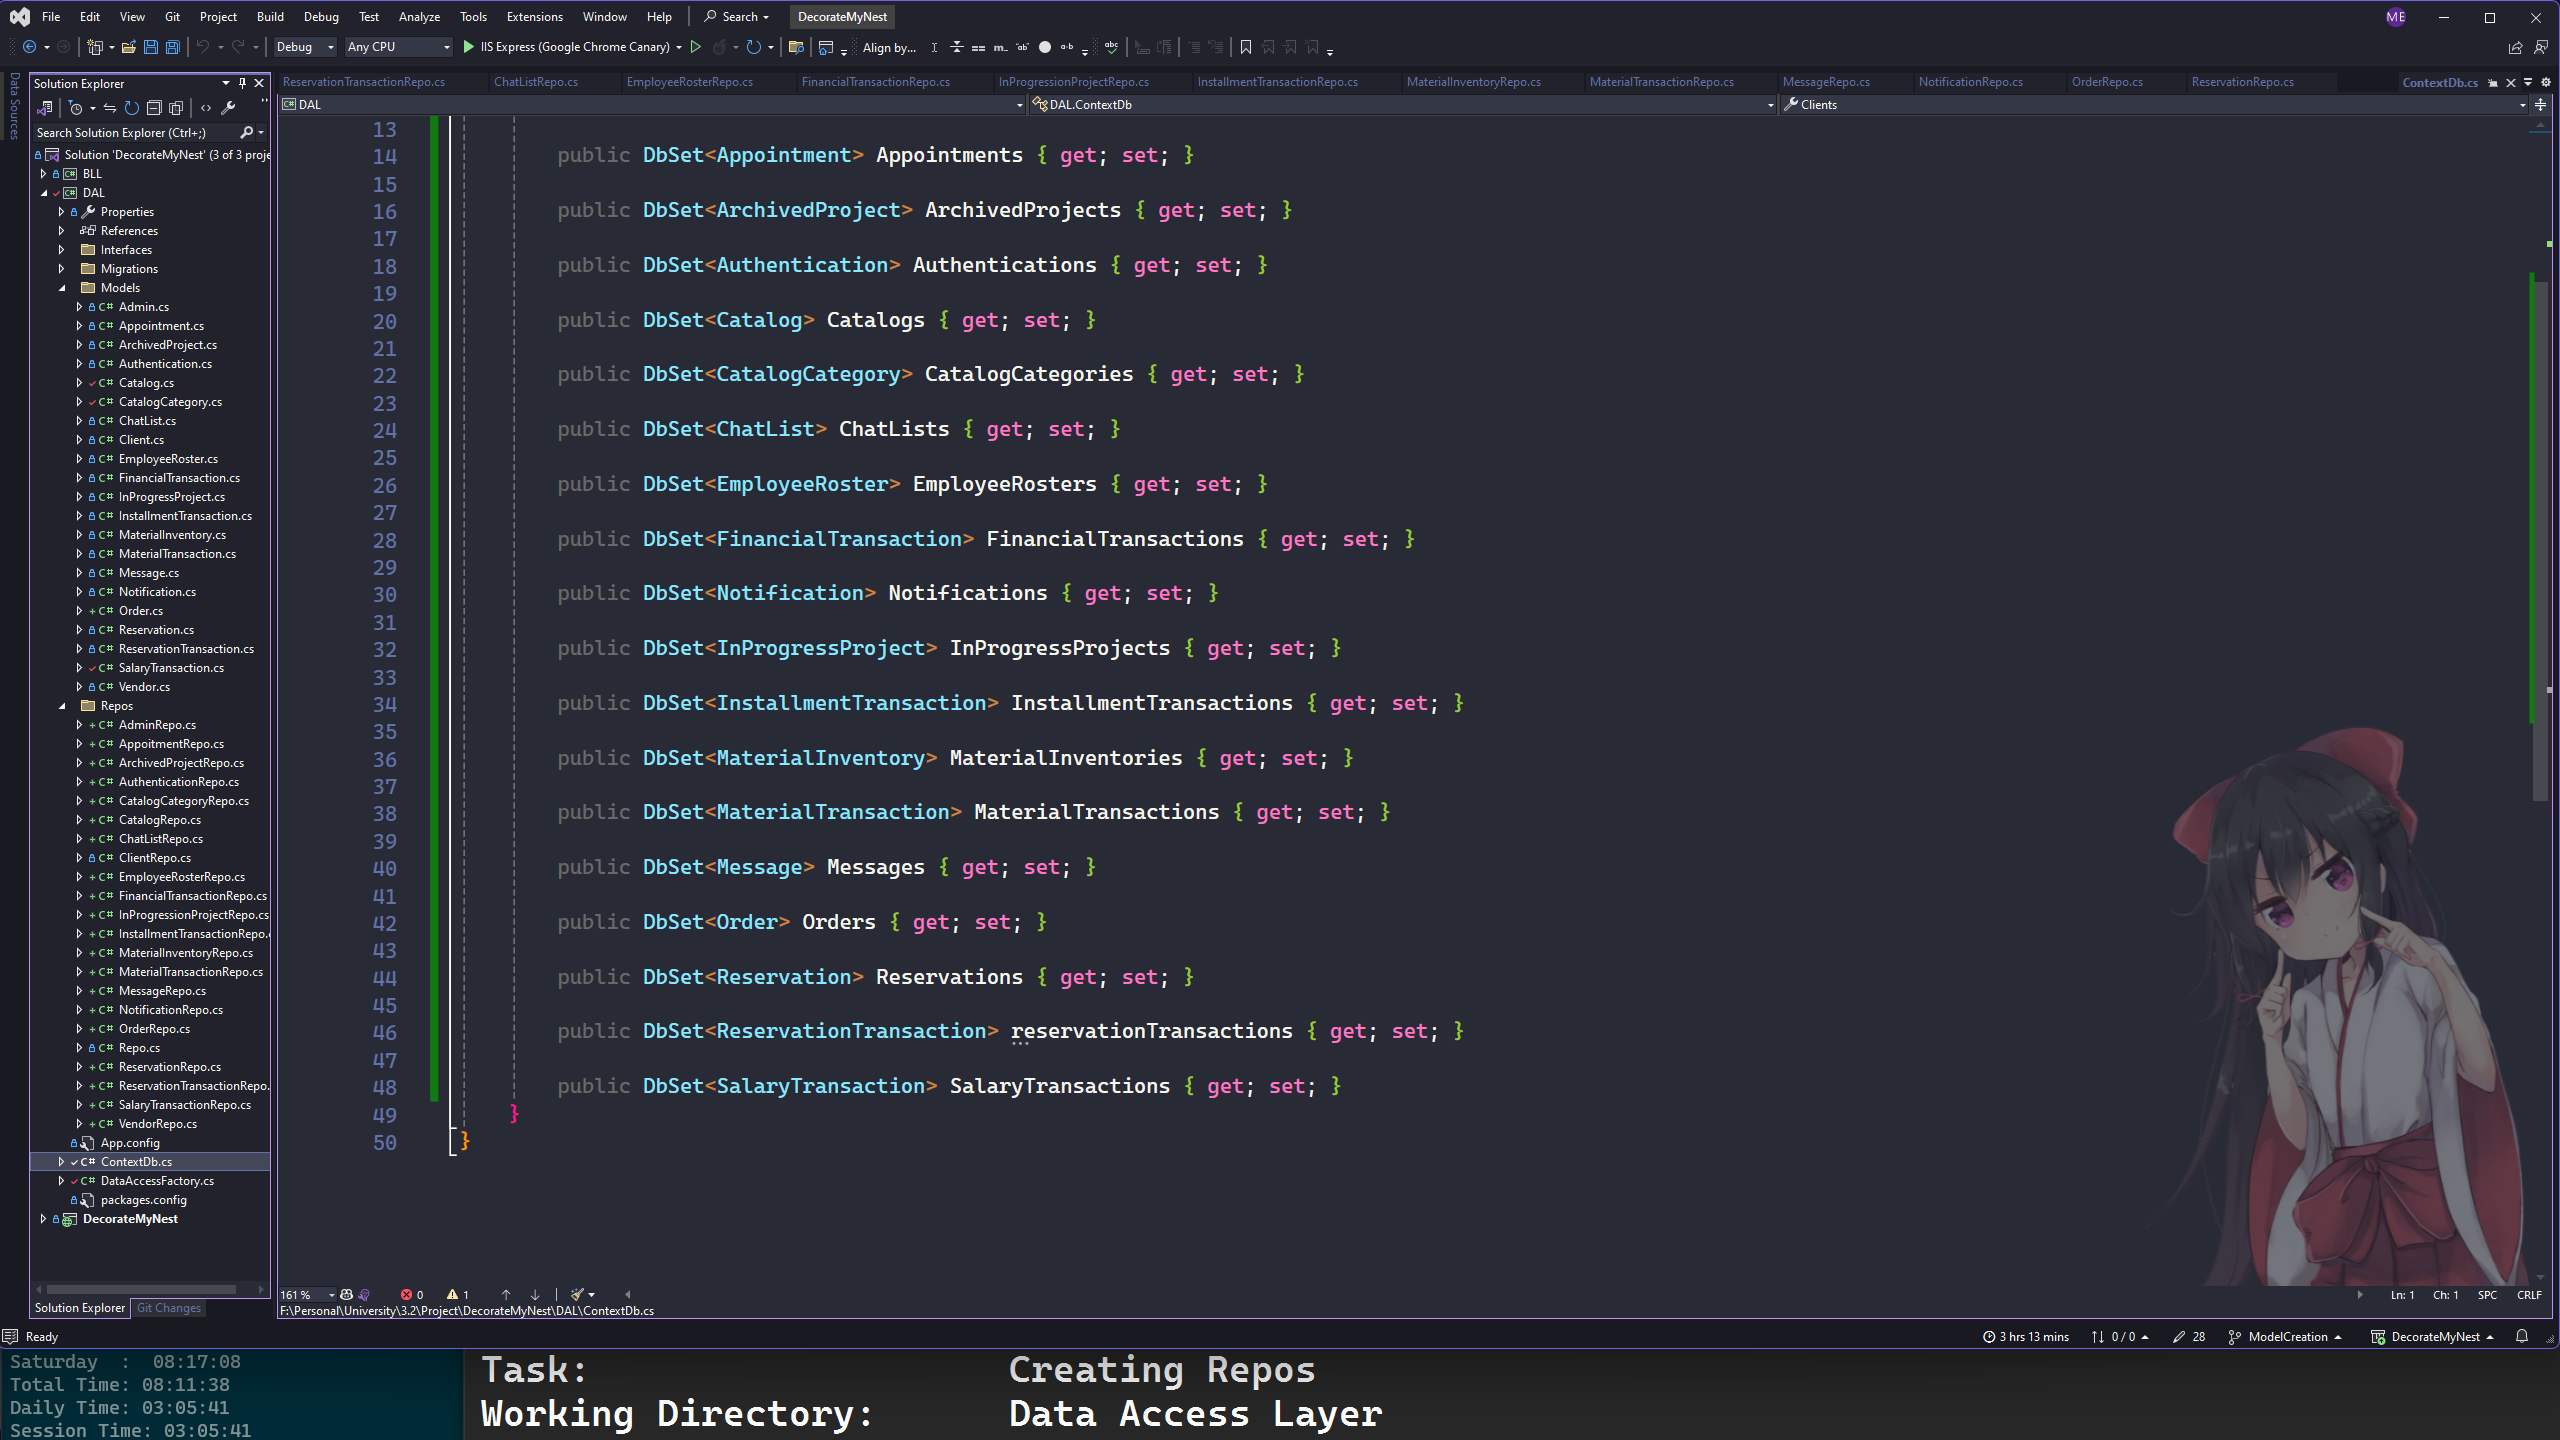 File Edit View Git Project Build Debug Test Analyze Tools Extensions Window Help Search DecorateMyNest ME
Debug Any CPU IIS Express (Google Chrome Canary) Align by...
Data Sources
Solution Explorer
Search Solution Explorer (Ctrl+;)
Solution 'DecorateMyNest' (3 of 3 proje
BLL
DAL
Properties
References
Interfaces
Migrations
Models
Admin.cs
Appointment.cs
ArchivedProject.cs
Authentication.cs
Catalog.cs
CatalogCategory.cs
ChatList.cs
Client.cs
EmployeeRoster.cs
FinancialTransaction.cs
InProgressProject.cs
InstallmentTransaction.cs
MaterialInventory.cs
MaterialTransaction.cs
Message.cs
Notification.cs
Order.cs
Reservation.cs
ReservationTransaction.cs
SalaryTransaction.cs
Vendor.cs
Repos
AdminRepo.cs
AppoitmentRepo.cs
ArchivedProjectRepo.cs
AuthenticationRepo.cs
CatalogCategoryRepo.cs
CatalogRepo.cs
ChatListRepo.cs
ClientRepo.cs
EmployeeRosterRepo.cs
FinancialTransactionRepo.cs
InProgressionProjectRepo.cs
InstallmentTransactionRepo.
MaterialInventoryRepo.cs
MaterialTransactionRepo.cs
MessageRepo.cs
NotificationRepo.cs
OrderRepo.cs
Repo.cs
ReservationRepo.cs
ReservationTransactionRepo.
SalaryTransactionRepo.cs
VendorRepo.cs
App.config
ContextDb.cs
DataAccessFactory.cs
packages.config
DecorateMyNest
Solution Explorer Git Changes
ReservationTransactionRepo.cs ChatListRepo.cs EmployeeRosterRepo.cs FinancialTransactionRepo.cs InProgressionProjectRepo.cs InstallmentTransactionRepo.cs MaterialInventoryRepo.cs MaterialTransactionRepo.cs MessageRepo.cs NotificationRepo.cs OrderRepo.cs ReservationRepo.cs ContextDb.cs
DAL DAL.ContextDb Clients
13
14 public DbSet<Appointment> Appointments { get; set; }
15
16 public DbSet<ArchivedProject> ArchivedProjects { get; set; }
17
18 public DbSet<Authentication> Authentications { get; set; }
19
20 public DbSet<Catalog> Catalogs { get; set; }
21
22 public DbSet<CatalogCategory> CatalogCategories { get; set; }
23
24 public DbSet<ChatList> ChatLists { get; set; }
25
26 public DbSet<EmployeeRoster> EmployeeRosters { get; set; }
27
28 public DbSet<FinancialTransaction> FinancialTransactions { get; set; }
29
30 public DbSet<Notification> Notifications { get; set; }
31
32 public DbSet<InProgressProject> InProgressProjects { get; set; }
33
34 public DbSet<InstallmentTransaction> InstallmentTransactions { get; set; }
35
36 public DbSet<MaterialInventory> MaterialInventories { get; set; }
37
38 public DbSet<MaterialTransaction> MaterialTransactions { get; set; }
39
40 public DbSet<Message> Messages { get; set; }
41
42 public DbSet<Order> Orders { get; set; }
43
44 public DbSet<Reservation> Reservations { get; set; }
45
46 public DbSet<ReservationTransaction> reservationTransactions { get; set; }
47
48 public DbSet<SalaryTransaction> SalaryTransactions { get; set; }
49 }
50 }
161 % 0 1 Ln: 1 Ch: 1 SPC CRLF
F:\Personal\University\3.2\Project\DecorateMyNest\DAL\ContextDb.cs
Ready 3 hrs 13 mins 0 / 0 28 ModelCreation DecorateMyNest
Saturday : 08:17:08
Total Time: 08:11:38
Daily Time: 03:05:41
Session Time: 03:05:41
Task: Creating Repos
Working Directory: Data Access Layer